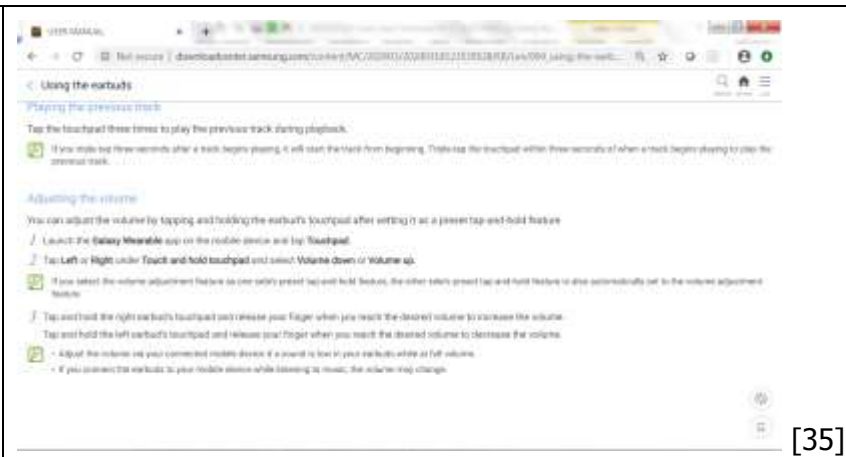 USER MANUAL
Not secure | downloadcenter.samsung.com/content/
Using the earbuds
Playing the previous track
Tap the touchpad three times to play the previous track during playback.
If you triple-tap three seconds after a track begins playing, it will start the track from beginning. Triple-tap the touchpad within three seconds of when a track begins playing to play the
previous track.
Adjusting the volume
You can adjust the volume by tapping and holding the earbud's touchpad after setting it as a preset tap-and-hold feature
1 Launch the Galaxy Wearable app on the mobile device and tap Touchpad.
2 Tap Left or Right under Touch and hold touchpad and select Volume down or Volume up.
If you select the volume adjustment feature as one side's preset tap and hold feature, the other side's preset tap and hold feature is also automatically set to the volume adjustment
feature.
3 Tap and hold the right earbud's touchpad and release your finger when you reach the desired volume to increase the volume.
Tap and hold the left earbud's touchpad and release your finger when you reach the desired volume to decrease the volume.
• Adjust the volume via your connected mobile device if a sound is low in your earbuds while at full volume.
• If you connect the earbuds to your mobile device while listening to music, the volume may change.
[35]